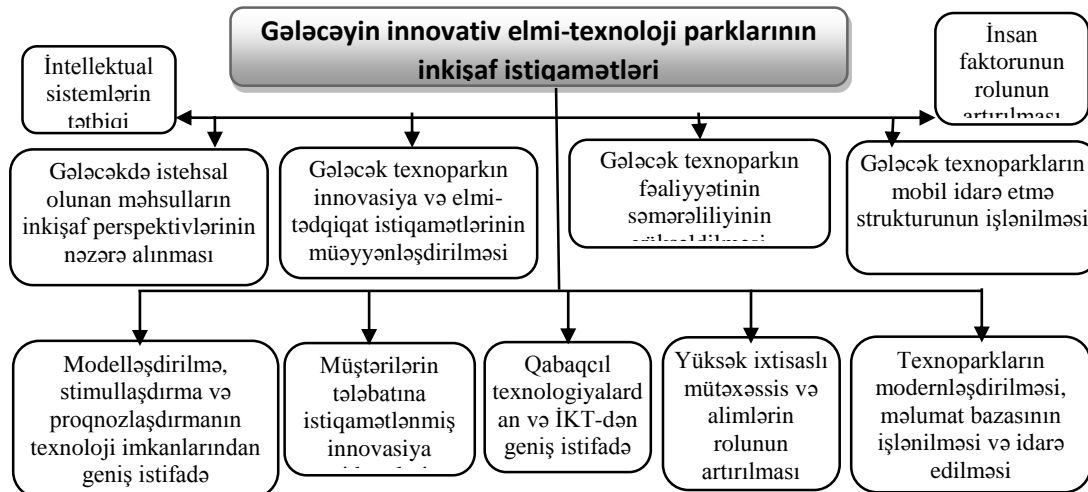 Gələcəyin innovativ elmi-texnoloji parklarının
inkişaf istiqamətləri
İntellektual
sistemlərin
tətbiqi
İnsan
faktorunun
rolunun
artırılması
Gələcəkdə istehsal
olunan məhsulların
inkişaf perspektivlərinin
nəzərə alınması
Gələcək texnoparkın
innovasiya və elmi-
tədqiqat istiqamətlərinin
müəyyənləşdirilməsi
Gələcək texnoparkın
fəaliyyətinin
səmərəliliyinin
yüksəldilməsi
Gələcək texnoparkların
mobil idarə etmə
strukturunun işlənilməsi
Modelləşdirilmə,
stimullaşdırma və
proqnozlaşdırmanın
texnoloji imkanlarından
geniş istifadə
Müştərilərin
tələbatına
istiqamətlənmiş
innovasiya
Qabaqcıl
texnologiyalard
an və İKT-dən
geniş istifadə
Yüksək ixtisaslı
mütəxəssis və
alimlərin
rolunun
artırılması
Texnoparkların
modernləşdirilməsi,
məlumat bazasının
işlənilməsi və idarə
edilməsi